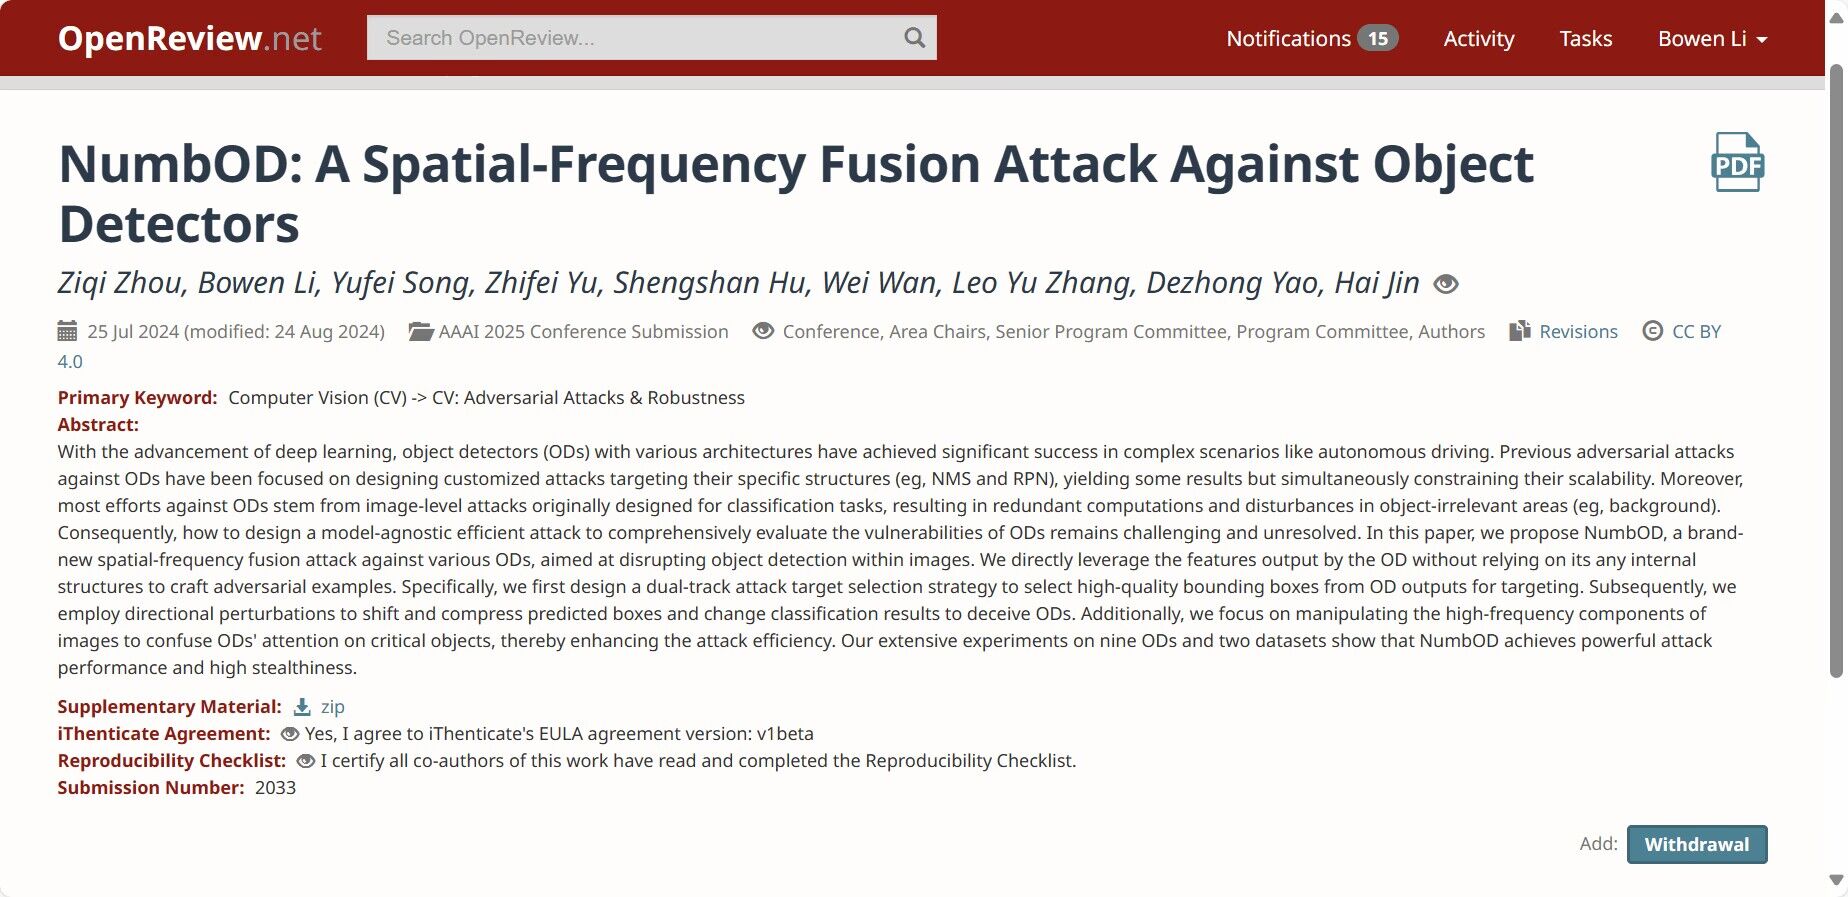 OpenReview.net
Search OpenReview...
Notifications 15
Activity
Tasks
Bowen Li
NumbOD: A Spatial-Frequency Fusion Attack Against Object
Detectors
PDF
Ziqi Zhou, Bowen Li, Yufei Song, Zhifei Yu, Shengshan Hu, Wei Wan, Leo Yu Zhang, Dezhong Yao, Hai Jin
25 Jul 2024 (modified: 24 Aug 2024) AAAI 2025 Conference Submission Conference, Area Chairs, Senior Program Committee, Program Committee, Authors Revisions © CC BY
4.0
Primary Keyword: Computer Vision (CV) -> CV: Adversarial Attacks & Robustness
Abstract:
With the advancement of deep learning, object detectors (ODs) with various architectures have achieved significant success in complex scenarios like autonomous driving. Previous adversarial attacks
against ODs have been focused on designing customized attacks targeting their specific structures (eg, NMS and RPN), yielding some results but simultaneously constraining their scalability. Moreover,
most efforts against ODs stem from image-level attacks originally designed for classification tasks, resulting in redundant computations and disturbances in object-irrelevant areas (eg, background).
Consequently, how to design a model-agnostic efficient attack to comprehensively evaluate the vulnerabilities of ODs remains challenging and unresolved. In this paper, we propose NumbOD, a brand-
new spatial-frequency fusion attack against various ODs, aimed at disrupting object detection within images. We directly leverage the features output by the OD without relying on its any internal
structures to craft adversarial examples. Specifically, we first design a dual-track attack target selection strategy to select high-quality bounding boxes from OD outputs for targeting. Subsequently, we
employ directional perturbations to shift and compress predicted boxes and change classification results to deceive ODs. Additionally, we focus on manipulating the high-frequency components of
images to confuse ODs' attention on critical objects, thereby enhancing the attack efficiency. Our extensive experiments on nine ODs and two datasets show that NumbOD achieves powerful attack
performance and high stealthiness.
Supplementary Material: zip
iThenticate Agreement: Yes, I agree to iThenticate's EULA agreement version: v1beta
Reproducibility Checklist: I certify all co-authors of this work have read and completed the Reproducibility Checklist.
Submission Number: 2033
Add: Withdrawal